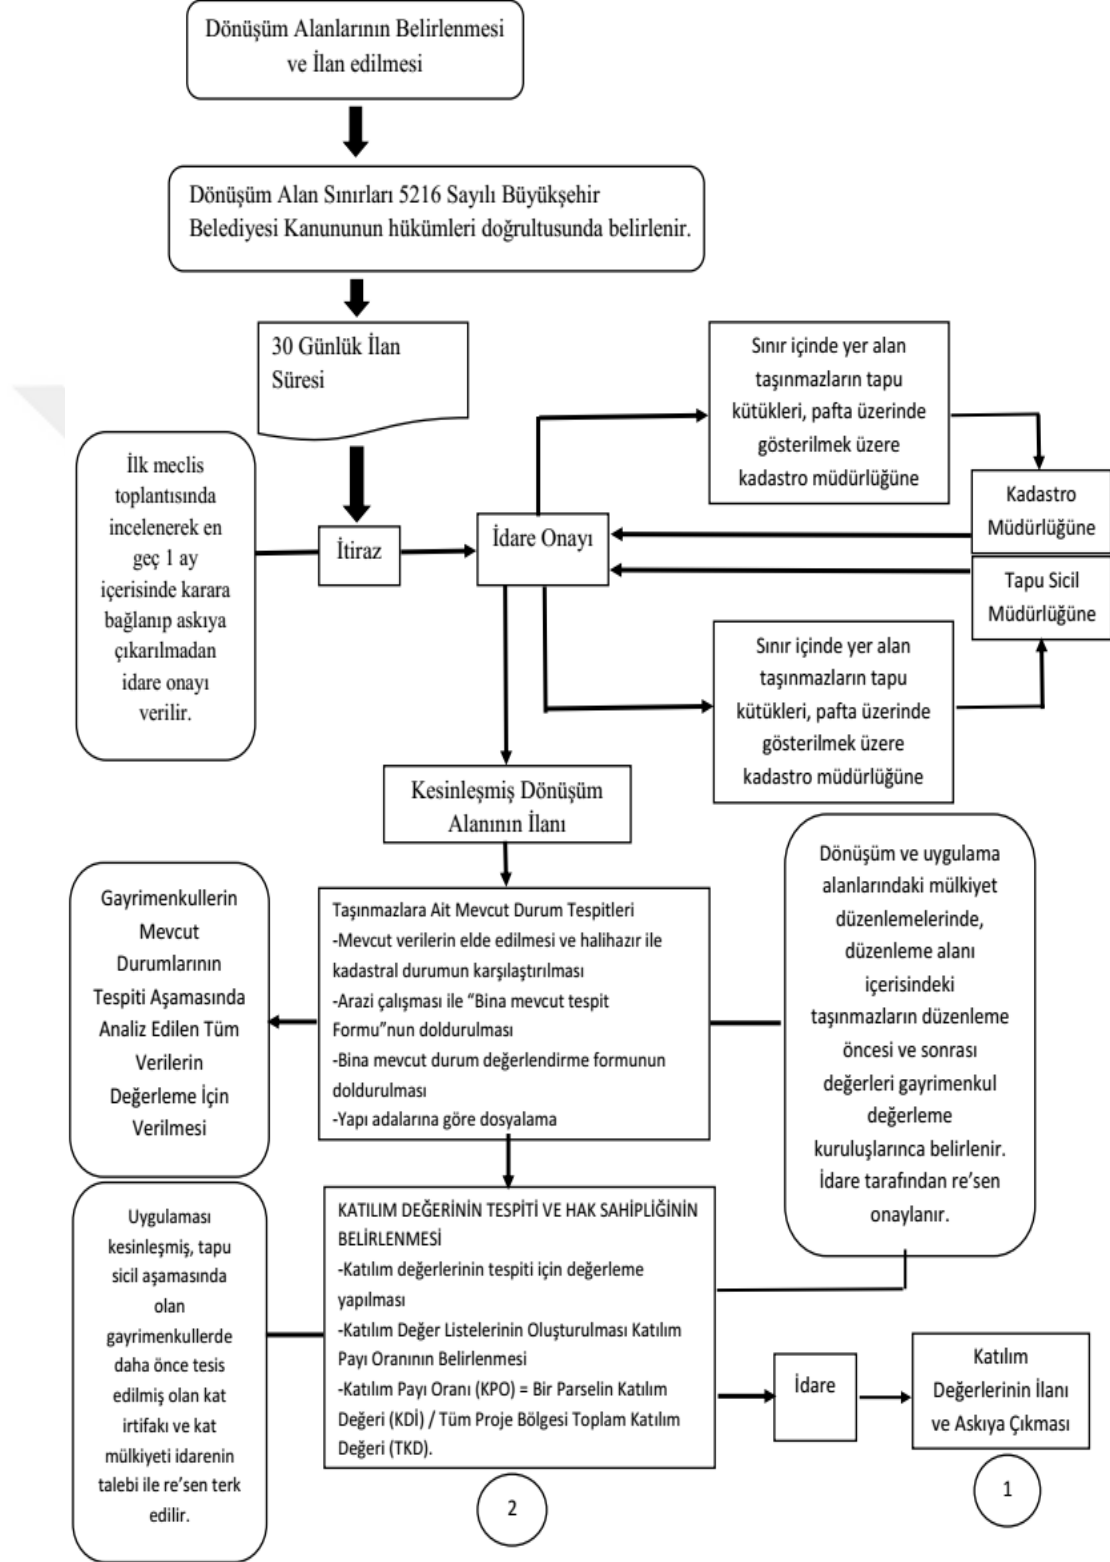 Dönüşüm Alanlarının Belirlenmesi
ve İlan edilmesi
Dönüşüm Alan Sınırları 5216 Sayılı Büyükşehir
Belediyesi Kanununun hükümleri doğrultusunda belirlenir.
30 Günlük İlan
Süresi
İlk meclis
toplantısında
incelenerek en
geç 1 ay
içerisinde karara
bağlanıp askıya
çıkarılmadan
idare onayı
verilir.
İtiraz
İdare Onayı
Sınır içinde yer alan
taşınmazların tapu
kütükleri, pafta üzerinde
gösterilmek üzere
kadastro müdürlüğüne
Kadastro
Müdürlüğüne
Tapu Sicil
Müdürlüğüne
Sınır içinde yer alan
taşınmazların tapu
kütükleri, pafta üzerinde
gösterilmek üzere
kadastro müdürlüğüne
Kesinleşmiş Dönüşüm
Alanının İlanı
Gayrimenkullerin
Mevcut
Durumlarının
Tespiti Aşamasında
Analiz Edilen Tüm
Verilerin
Değerleme İçin
Verilmesi
Taşınmazlara Ait Mevcut Durum Tespitleri
-Mevcut verilerin elde edilmesi ve halihazır ile
kadastral durumun karşılaştırılması
-Arazi çalışması ile “Bina mevcut tespit
Formu”nun doldurulması
-Bina mevcut durum değerlendirme formunun
doldurulması
-Yapı adalarına göre dosyalama
Dönüşüm ve uygulama
alanlarındaki mülkiyet
düzenlemelerinde,
düzenleme alanı
içerisindeki
taşınmazların düzenleme
öncesi ve sonrası
değerleri gayrimenkul
değerleme
kuruluşlarınca belirlenir.
İdare tarafından re’sen
onaylanır.
Uygulaması
kesinleşmiş, tapu
sicil aşamasında
olan
gayrimenkullerde
daha önce tesis
edilmiş olan kat
irtifakı ve kat
mülkiyeti idarenin
talebi ile re’sen terk
edilir.
KATILIM DEĞERİNİN TESPİTİ VE HAK SAHİPLİĞİNİN
BELİRLENMESİ
-Katılım değerlerinin tespiti için değerleme
yapılması
-Katılım Değer Listelerinin Oluşturulması Katılım
Payı Oranının Belirlenmesi
-Katılım Payı Oranı (KPO) = Bir Parselin Katılım
Değeri (KDİ) / Tüm Proje Bölgesi Toplam Katılım
Değeri (TKD).
İdare
Katılım
Değerlerinin İlanı
ve Askıya Çıkması
2
1